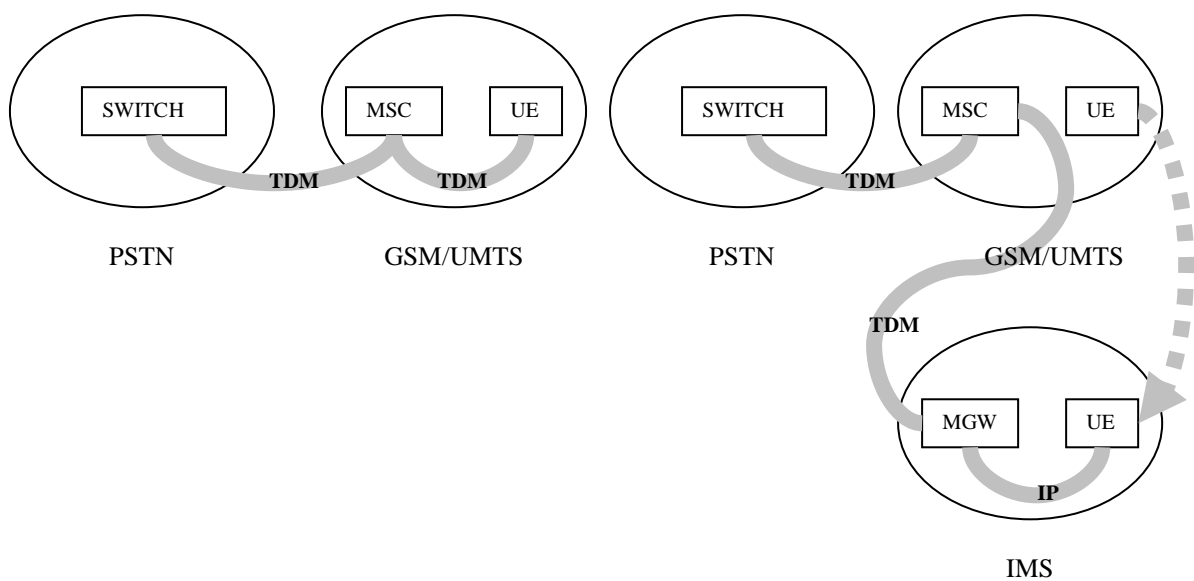 SWITCH MSC UE SWITCH MSC UE
TDM TDM TDM
PSTN GSM/UMTS PSTN GSM/UMTS
TDM
MGW UE
IP
IMS